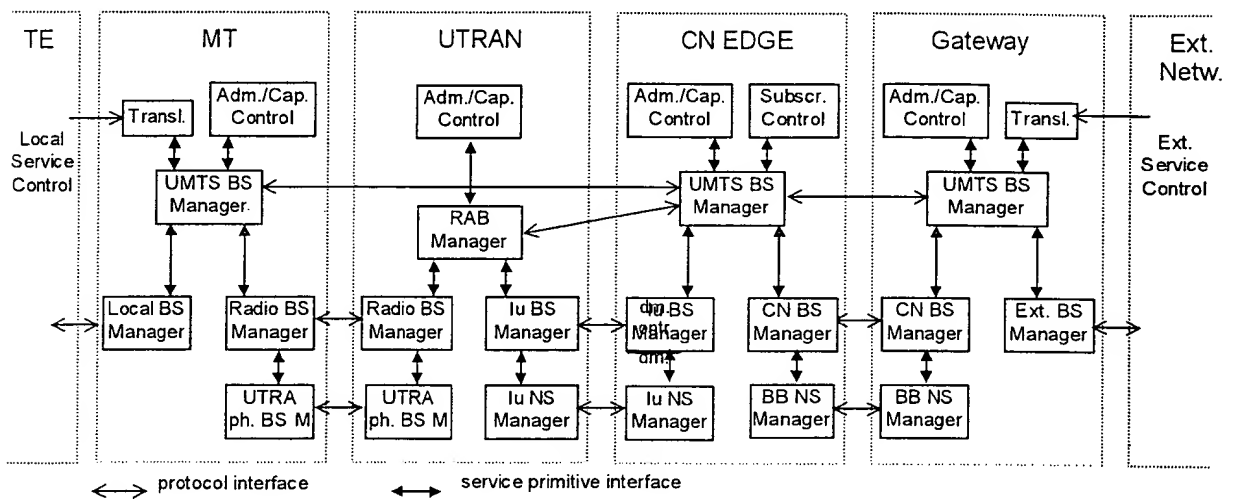 TE
MT
UTRAN
CN EDGE
Gateway
Ext.
Netw.
Transl.
Adm./Cap.
Control
Adm./Cap.
Control
Adm./Cap.
Control
Subscr.
Control
Adm./Cap.
Control
Transl.
Local
Service
Control
Ext.
Service
Control
UMTS BS
Manager
RAB
Manager
UMTS BS
Manager
UMTS BS
Manager
Local BS
Manager
Radio BS
Manager
Radio BS
Manager
Iu BS
Manager
Iu BS
Manager
CN BS
Manager
CN BS
Manager
Ext. BS
Manager
UTRA
ph. BS M
UTRA
ph. BS M
Iu NS
Manager
Iu NS
Manager
BB NS
Manager
BB NS
Manager
protocol interface
service primitive interface